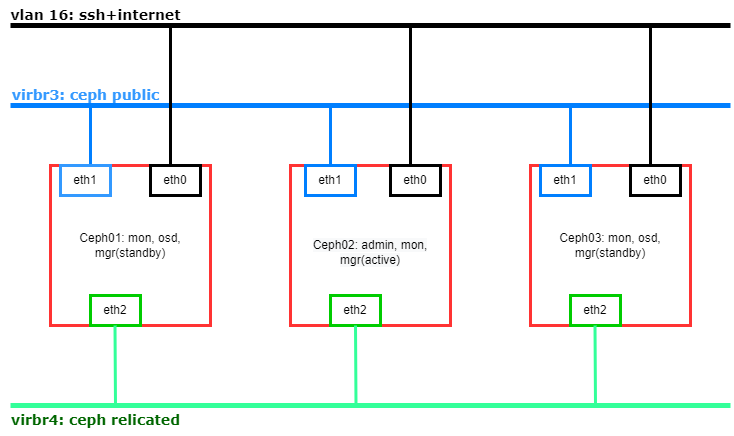 vlan 16: ssh+internet
virbr3: ceph public
eth1
eth0
eth1
eth0
eth1
eth0
Ceph01: mon, osd,
mgr(standby)
Ceph02: admin, mon,
mgr(active)
Ceph03: mon, osd,
mgr(standby)
eth2
eth2
eth2
virbr4: ceph relicated